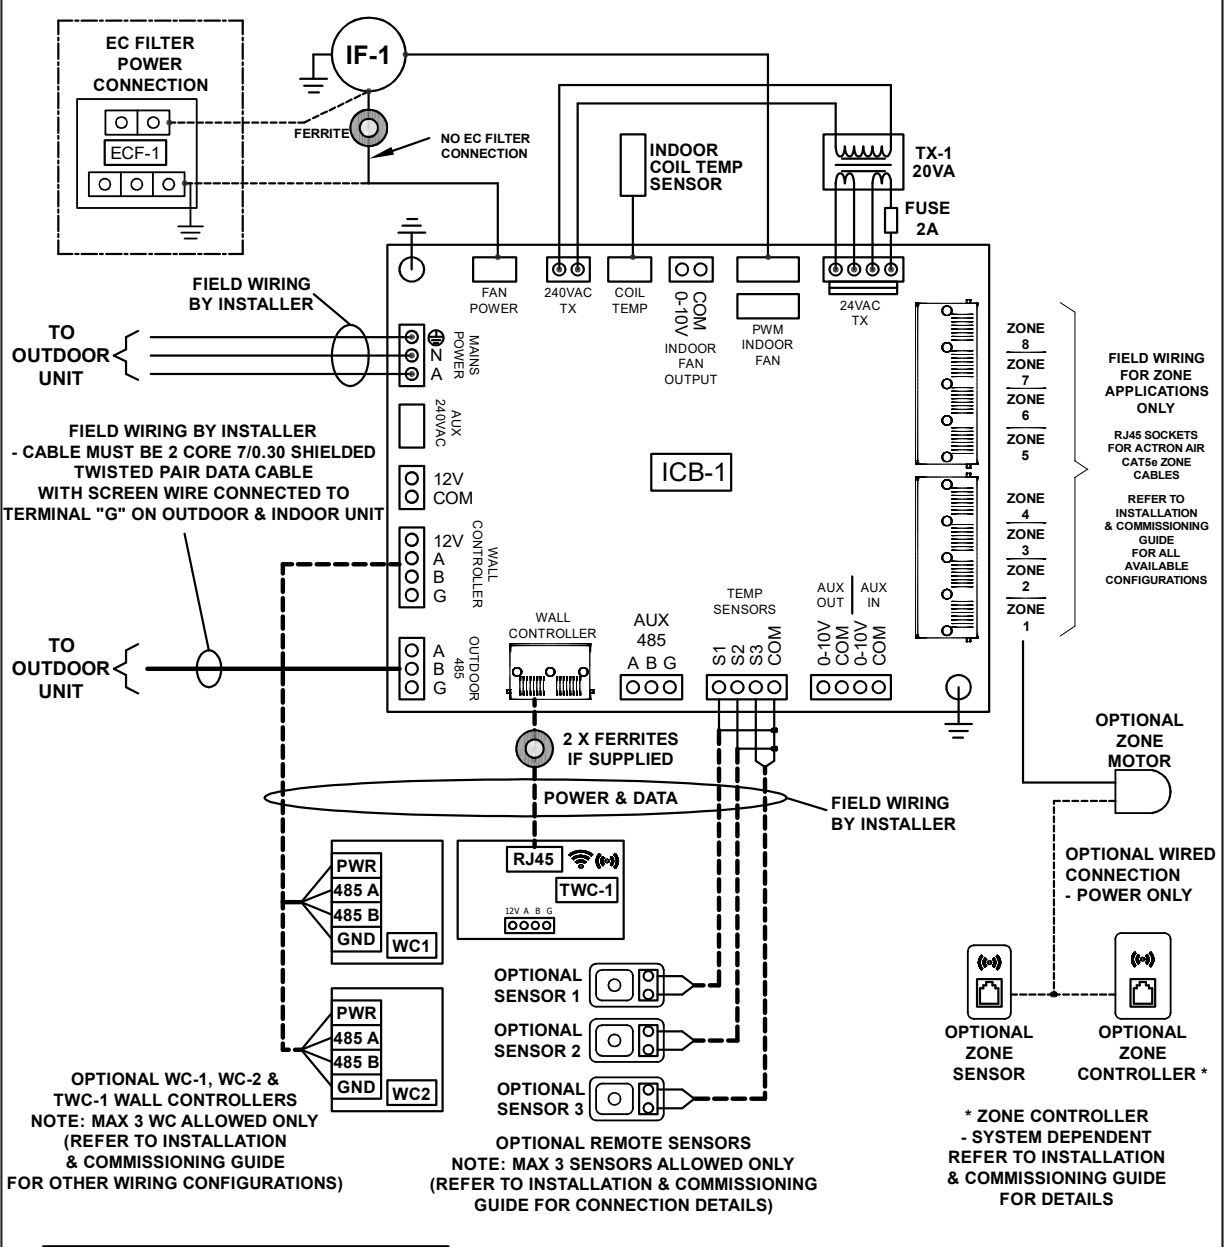 EC FILTER
POWER
CONNECTION
ECF-1
IF-1
FERRITE
NO EC FILTER
CONNECTION
INDOOR
COIL TEMP
SENSOR
TX-1
20VA
FUSE
2A
FIELD WIRING
BY INSTALLER
TO
OUTDOOR
UNIT
FAN
POWER
240VAC
TX
COIL
TEMP
0-10V
COM
INDOOR
FAN
OUTPUT
PWM
INDOOR
FAN
24VAC
TX
N
A
MAINS
POWER
AUX
240VAC
12V
COM
12V
A
B
G
WALL
CONTROLLER
A
B
G
OUTDOOR
485
ICB-1
ZONE
8
ZONE
7
ZONE
6
ZONE
5
ZONE
4
ZONE
3
ZONE
2
ZONE
1
FIELD WIRING
FOR ZONE
APPLICATIONS
ONLY
RJ45 SOCKETS
FOR ACTRON AIR
CAT5e ZONE
CABLES
REFER TO
INSTALLATION
& COMMISSIONING
GUIDE
FOR ALL
AVAILABLE
CONFIGURATIONS
FIELD WIRING BY INSTALLER
- CABLE MUST BE 2 CORE 7/0.30 SHIELDED
TWISTED PAIR DATA CABLE
WITH SCREEN WIRE CONNECTED TO
TERMINAL "G" ON OUTDOOR & INDOOR UNIT
TO
OUTDOOR
UNIT
WALL
CONTROLLER
AUX
485
A B G
TEMP
SENSORS
S1
S2
S3
COM
AUX
OUT
AUX
IN
0-10V
COM
0-10V
COM
2 X FERRITES
IF SUPPLIED
POWER & DATA
FIELD WIRING
BY INSTALLER
OPTIONAL
ZONE
MOTOR
OPTIONAL WIRED
CONNECTION
- POWER ONLY
PWR
485 A
485 B
GND
WC1
RJ45
TWC-1
12V A B G
PWR
485 A
485 B
GND
WC2
OPTIONAL
SENSOR 1
OPTIONAL
SENSOR 2
OPTIONAL
SENSOR 3
OPTIONAL
ZONE
SENSOR
OPTIONAL
ZONE
CONTROLLER *
OPTIONAL WC-1, WC-2 &
TWC-1 WALL CONTROLLERS
NOTE: MAX 3 WC ALLOWED ONLY
(REFER TO INSTALLATION
& COMMISSIONING GUIDE
FOR OTHER WIRING CONFIGURATIONS)
OPTIONAL REMOTE SENSORS
NOTE: MAX 3 SENSORS ALLOWED ONLY
(REFER TO INSTALLATION & COMMISSIONING
GUIDE FOR CONNECTION DETAILS)
* ZONE CONTROLLER
- SYSTEM DEPENDENT
REFER TO INSTALLATION
& COMMISSIONING GUIDE
FOR DETAILS